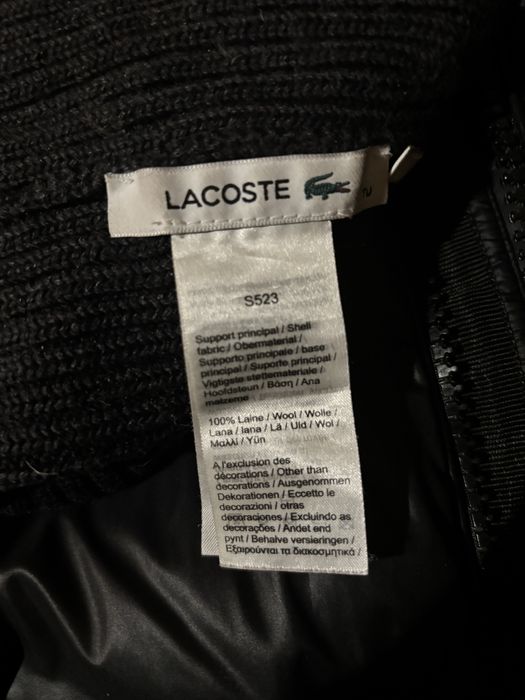 LACOSTE
2
S523
Support principal / Shell
fabric / Obermaterial /
Supporto principale / base
principal / Suporte principal /
Vigtigste støttemateriale /
Hoofdsteun / Βάση / Ana
malzeme
100% Laine / Wool / Wolle /
Lana / lana / Lã / Uld / Wol /
Μαλλί / Yün
A l'exclusion des
décorations / Other than
decorations / Ausgenommen
Dekorationen / Eccetto le
decorazioni / otras
decoraciones / Excluindo as
decorações / Andet end
pynt / Behalve versieringen /
Εξαιρούνται τα διακοσμητικά /